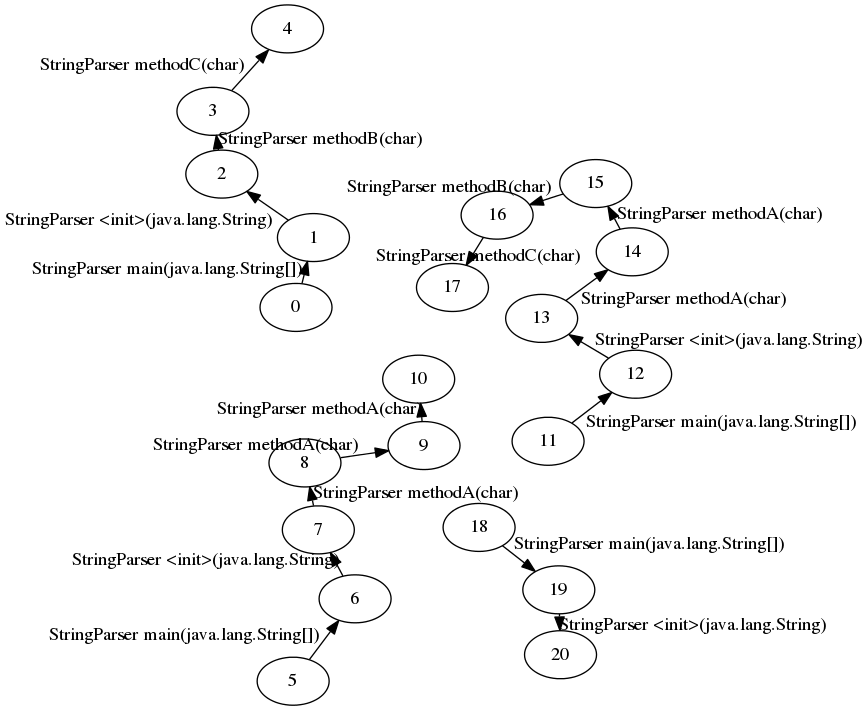 4
StringParser methodC(char)
3
StringParser methodB(char)
2
StringParser <init>(java.lang.String)
1
StringParser main(java.lang.String[])
0
15
StringParser methodB(char)
16
StringParser methodA(char)
14
StringParser methodC(char)
17
StringParser methodA(char)
13
StringParser <init>(java.lang.String)
12
StringParser main(java.lang.String[])
11
10
StringParser methodA(char)
9
StringParser methodA(char)
8
StringParser methodA(char)
7
StringParser <init>(java.lang.String)
6
StringParser main(java.lang.String[])
5
18
StringParser main(java.lang.String[])
19
StringParser <init>(java.lang.String)
20